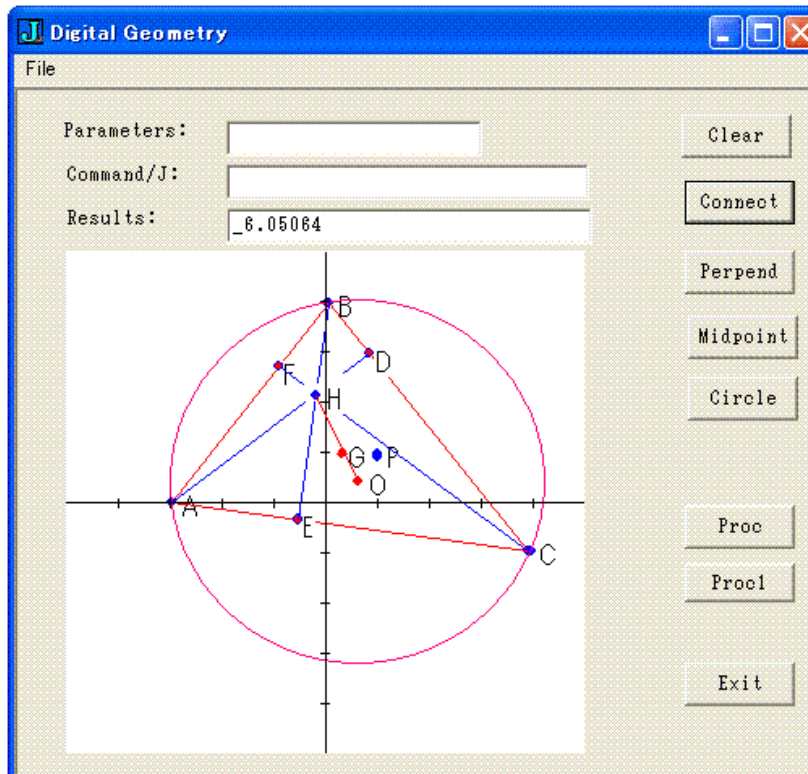 J Digital Geometry
File
Parameters:
Clear
Command/J:
Connect
Results:
_6.05064
Perpend
Midpoint
Circle
B
D
F
H
G P
O
A
E
C
Proc
Proc1
Exit